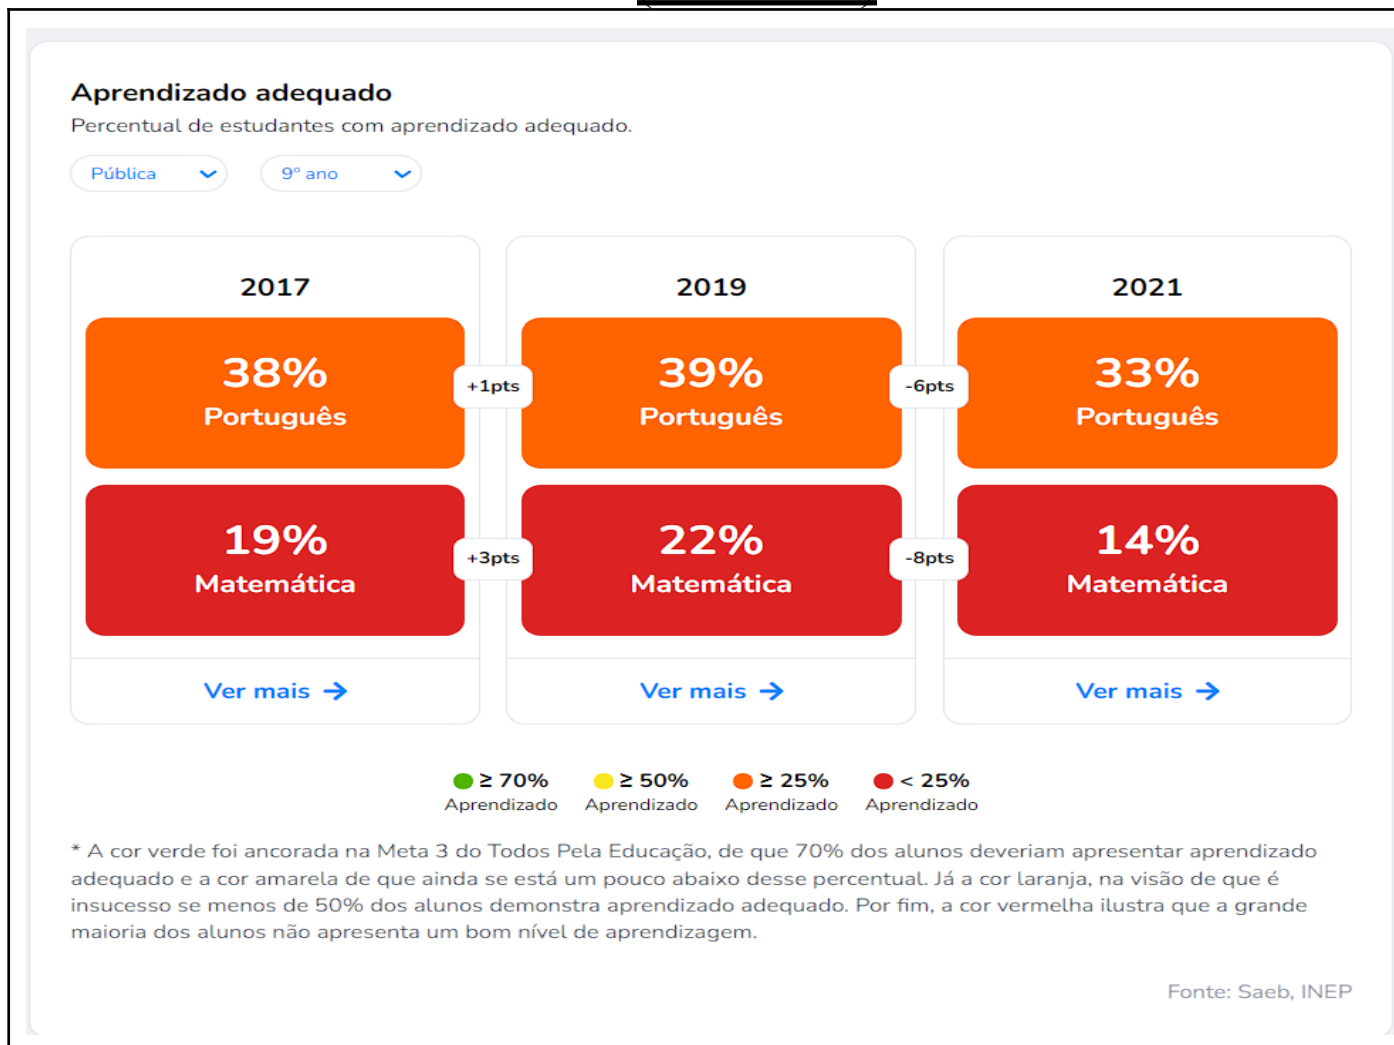 Aprendizado adequado
Percentual de estudantes com aprendizado adequado.
Pública 9º ano
2017 2019 2021
38% 39% 33%
+1pts -6pts
Português Português Português
19% 22% 14%
+3pts -8pts
Matemática Matemática Matemática
Ver mais → Ver mais → Ver mais →
≥ 70% ≥ 50% ≥ 25% < 25%
Aprendizado Aprendizado Aprendizado Aprendizado
* A cor verde foi ancorada na Meta 3 do Todos Pela Educação, de que 70% dos alunos deveriam apresentar aprendizado
adequado e a cor amarela de que ainda se está um pouco abaixo desse percentual. Já a cor laranja, na visão de que é
insucesso se menos de 50% dos alunos demonstra aprendizado adequado. Por fim, a cor vermelha ilustra que a grande
maioria dos alunos não apresenta um bom nível de aprendizagem.
Fonte: Saeb, INEP